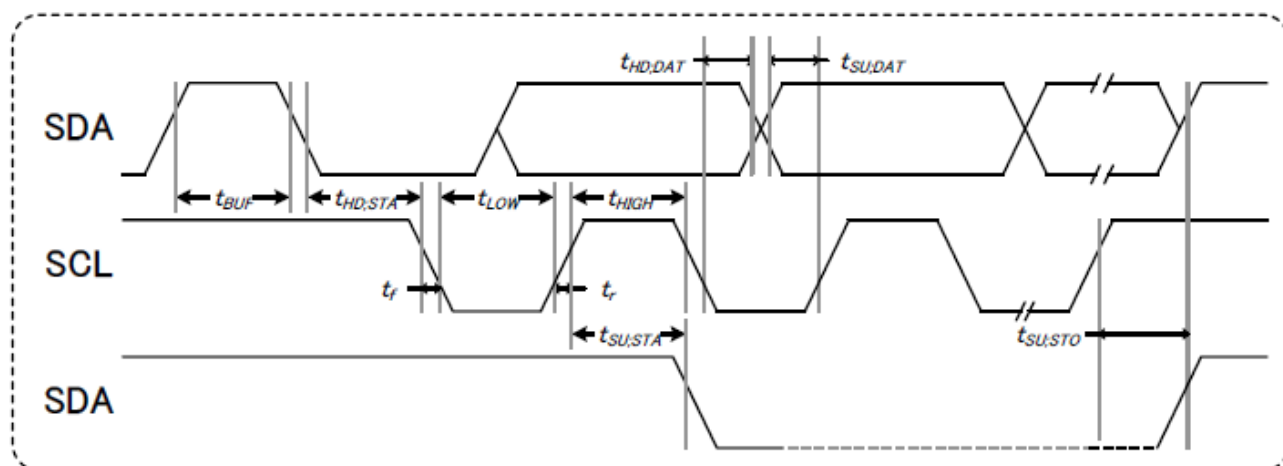 tHD;DAT tSU;DAT
SDA
tBUF tHD;STA tLOW tHIGH
SCL
tf tr
tSU;STA tSU;STO
SDA